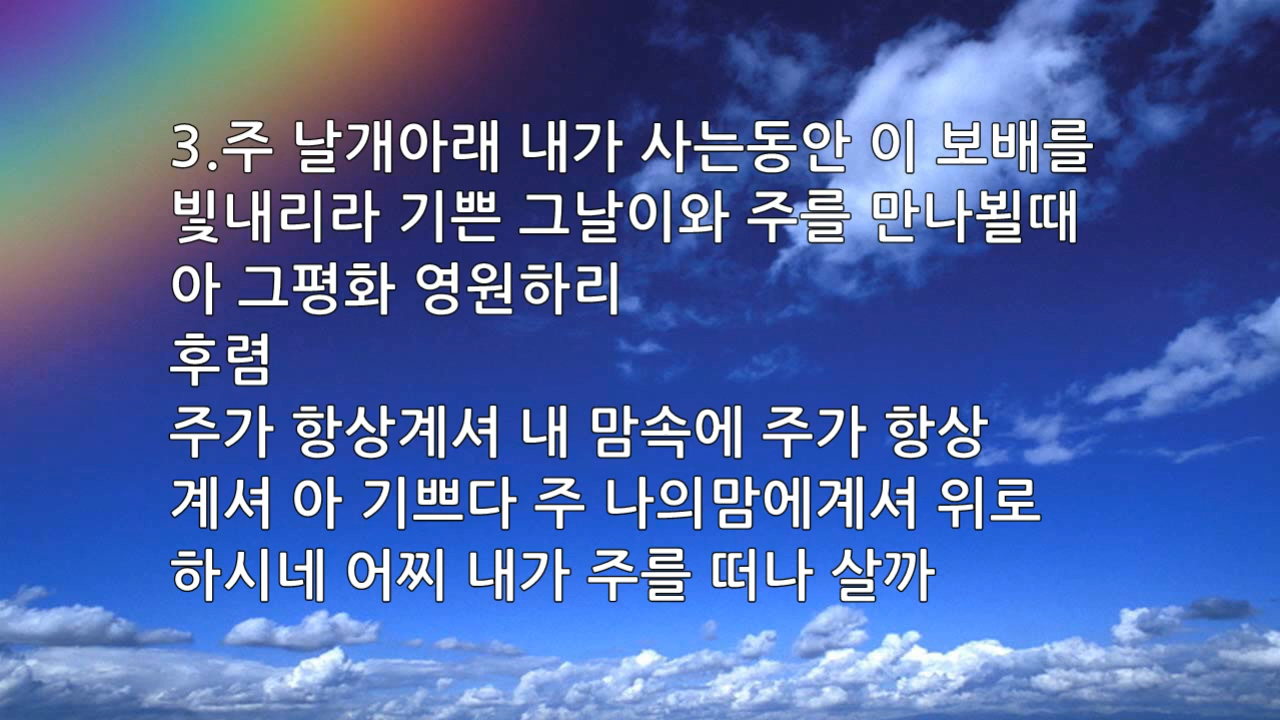 3.주 날개아래 내가 사는동안 이 보배를
빛내리라 기쁜 그날이와 주를 만나뵐때
아 그평화 영원하리
후렴
주가 항상계셔 내 맘속에 주가 항상
계셔 아 기쁘다 주 나의맘에계셔 위로
하시네 어찌 내가 주를 떠나 살까